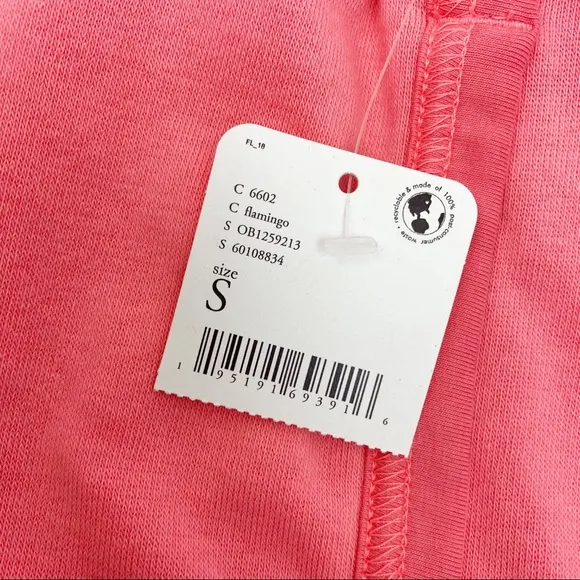 FL_18
recyclable & made of 100% post-consumer waste •
C 6602
C flamingo
S OB1259213
S 60108834
size
S
1 95191 69391 6